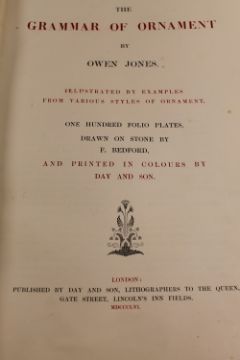 THE
GRAMMAR OF ORNAMENT
BY
OWEN JONES.
ILLUSTRATED BY EXAMPLES
FROM VARIOUS STYLES OF ORNAMENT.
ONE HUNDRED FOLIO PLATES,
DRAWN ON STONE BY
F. BEDFORD,
AND PRINTED IN COLOURS BY
DAY AND SON.
LONDON:
PUBLISHED BY DAY AND SON, LITHOGRAPHERS TO THE QUEEN,
GATE STREET, LINCOLN'S INN FIELDS.
MDCCCLVI.